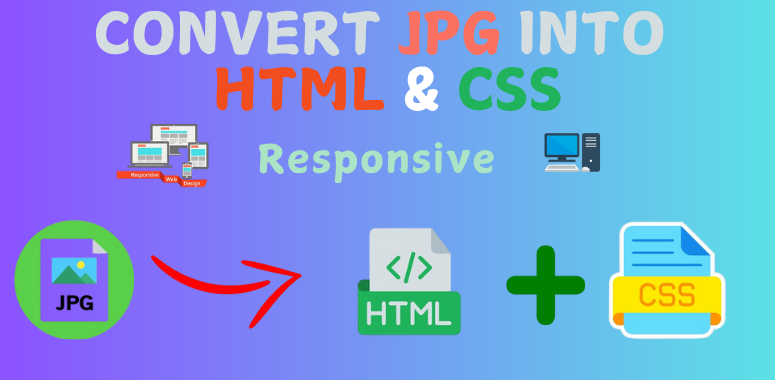 CONVERT JPG INTO
HTML & CSS
Responsive
Responsive
Web
Design
JPG
</>
HTML
CSS